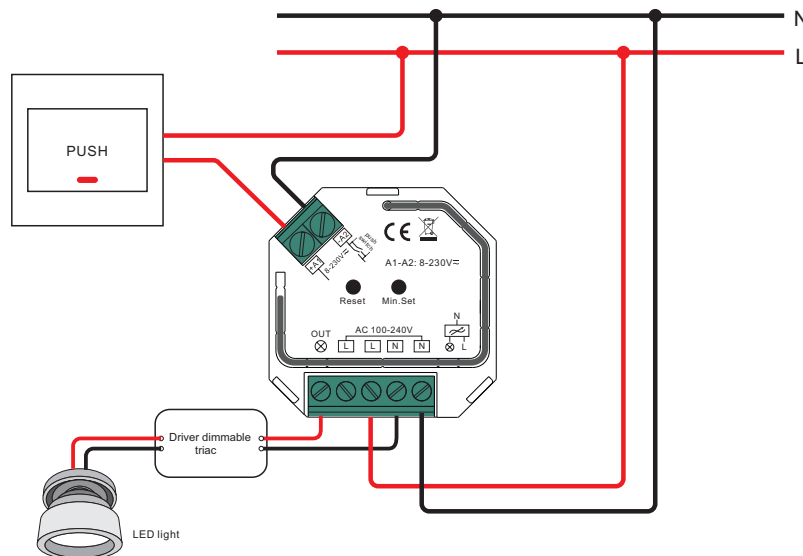 N
L
PUSH
+A1
8-230V⎓
-A2
push
switch
CE
A1-A2: 8-230V⎓
Reset
Min.Set
OUT
AC 100-240V
L
L
N
N
N
L
Driver dimmable
triac
LED light